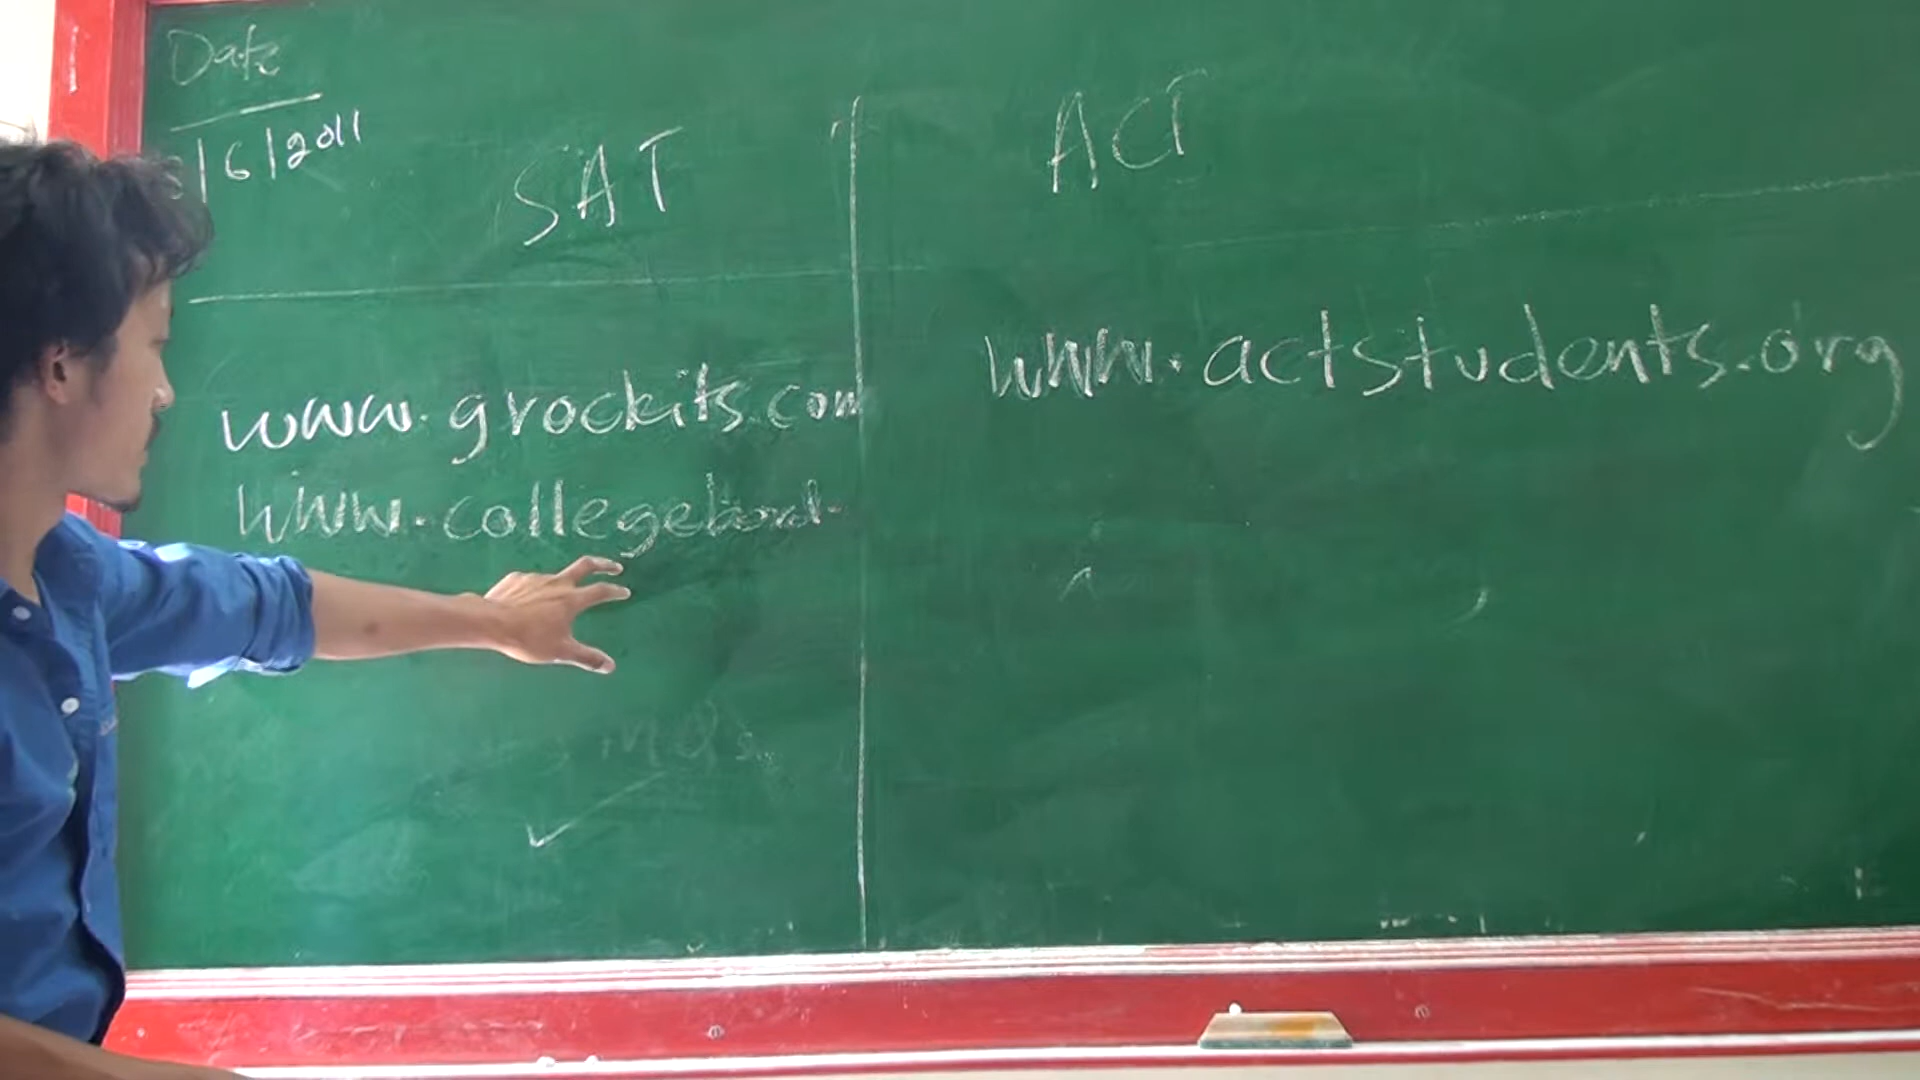 Date
/6/2011
SAT
ACT
www.grockits.com
www.actstudents.org
www.collegeboard.